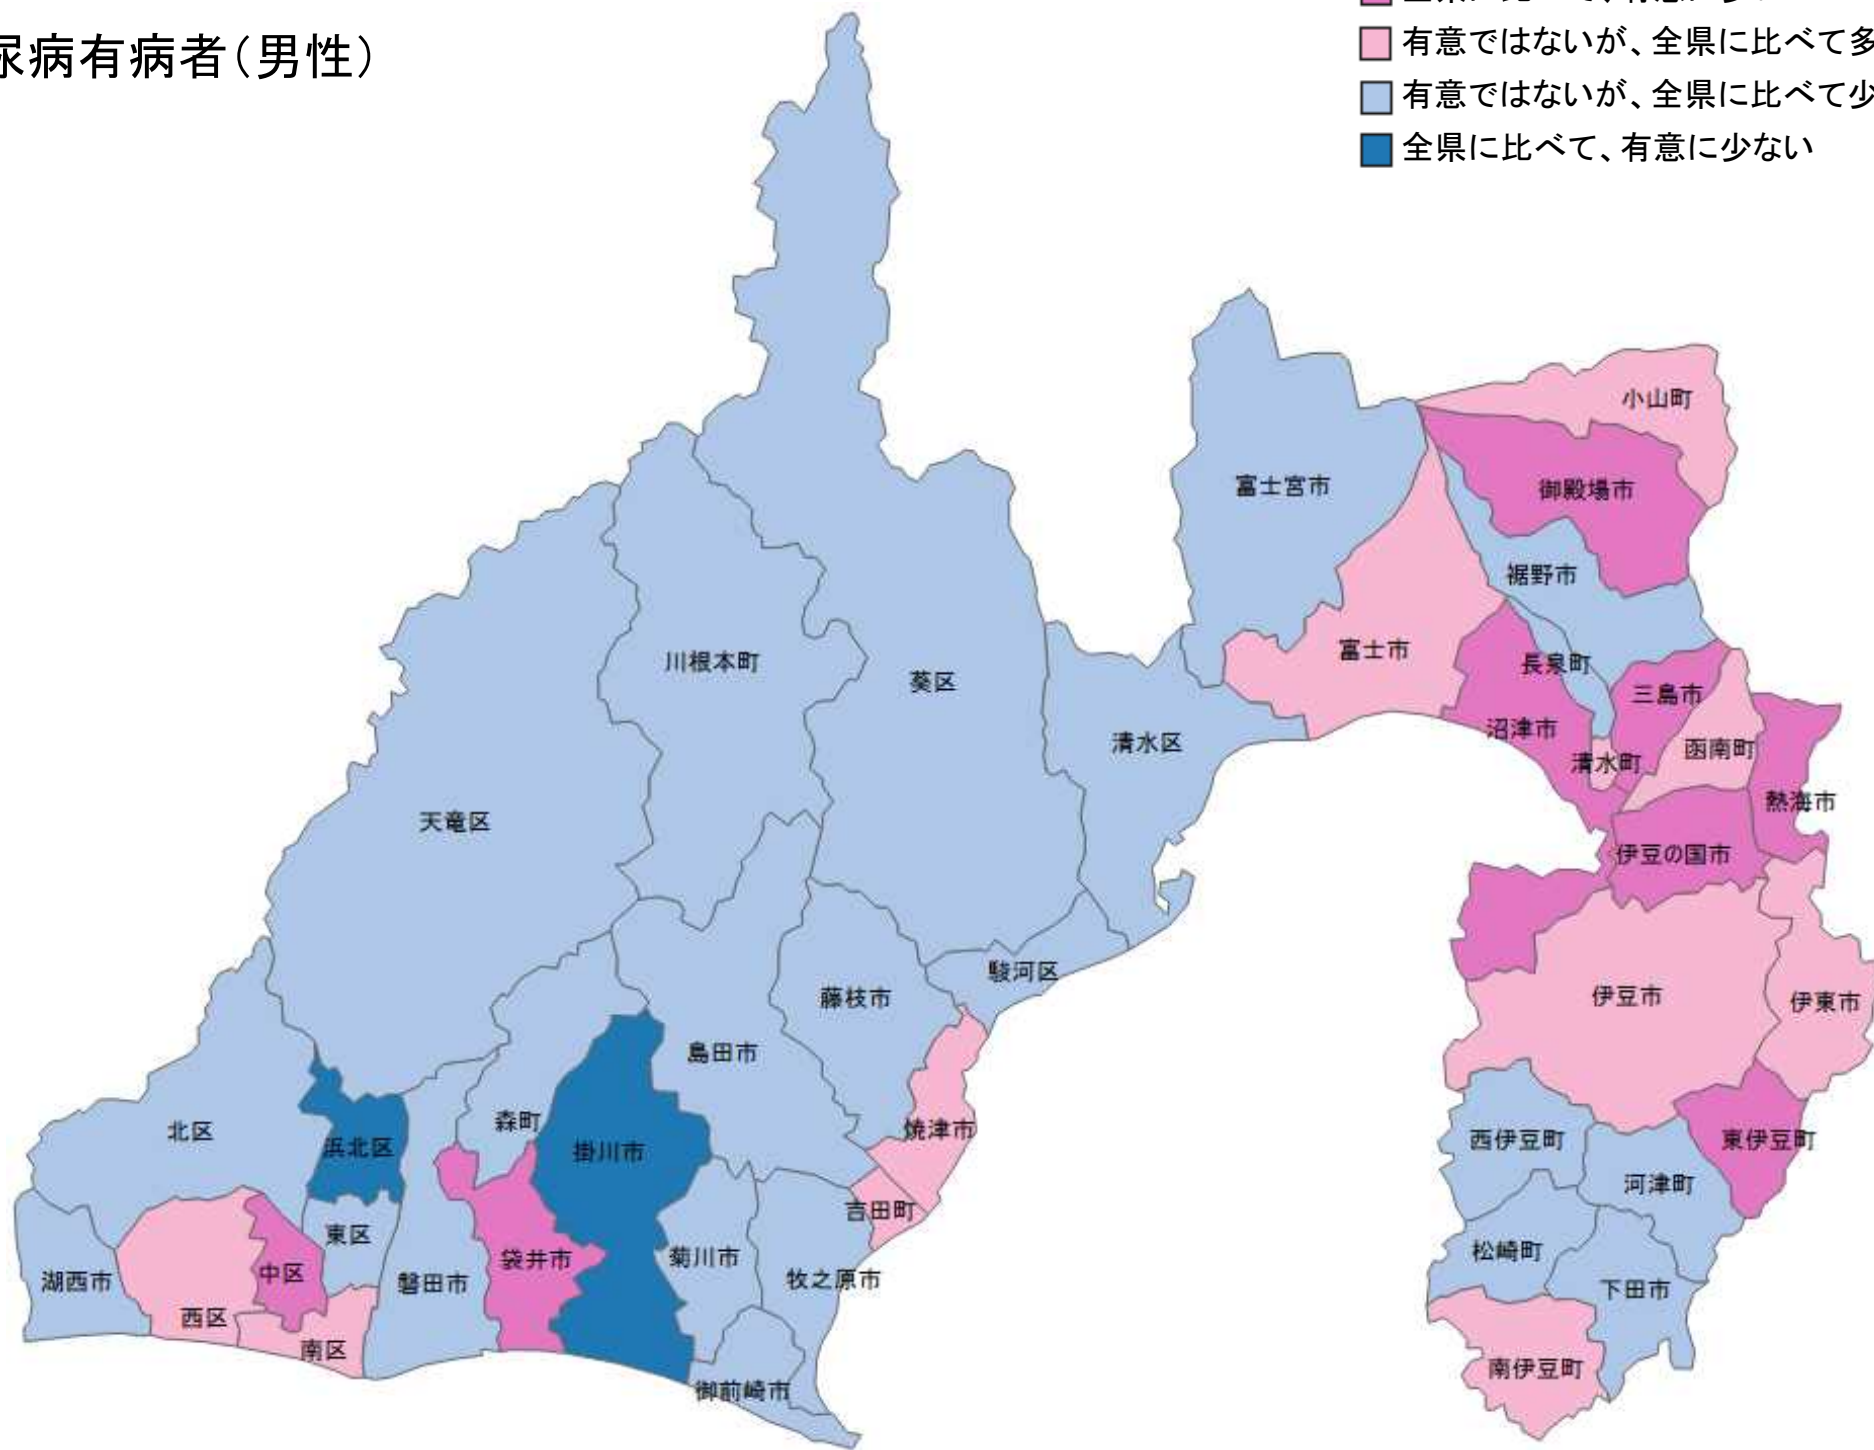 尿病有病者（男性）
有意ではないが、全県に比べて多
有意ではないが、全県に比べて少
全県に比べて、有意に少ない
小山町
富士宮市
御殿場市
裾野市
富士市
川根本町
長泉町
葵区
三島市
沼津市
清水区
函南町
清水町
熱海市
天竜区
伊豆の国市
駿河区
藤枝市
伊豆市
伊東市
島田市
森町
焼津市
北区
浜北区
掛川市
西伊豆町
東伊豆町
河津町
吉田町
東区
松崎町
袋井市
菊川市
中区
湖西市
磐田市
牧之原市
下田市
西区
南区
南伊豆町
御前崎市